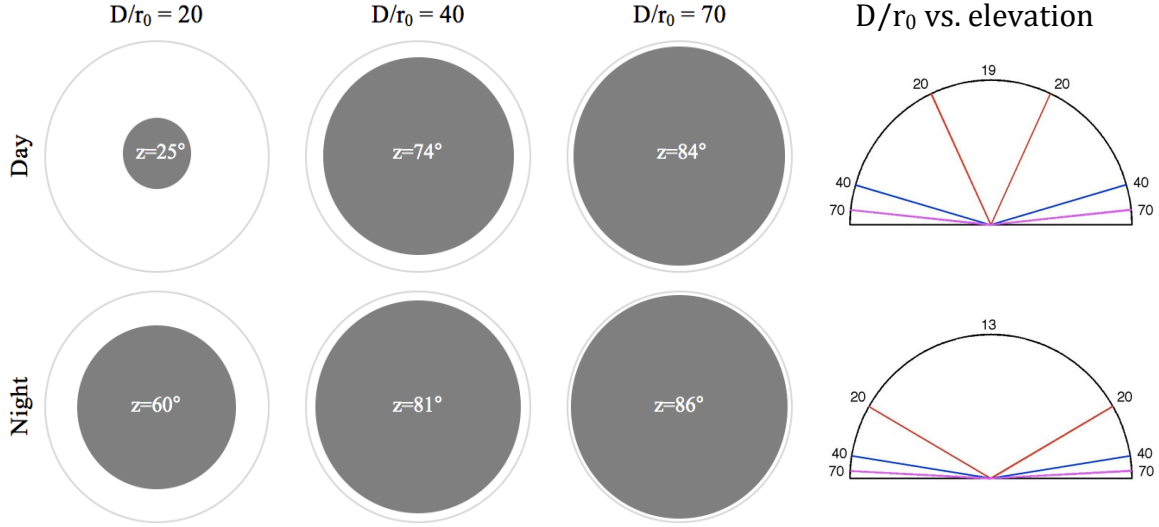 D/r₀ = 20
D/r₀ = 40
D/r₀ = 70
D/r₀ vs. elevation
Day
z=25°
z=74°
z=84°
20
19
20
40
40
70
70
Night
z=60°
z=81°
z=86°
13
20
20
40
40
70
70